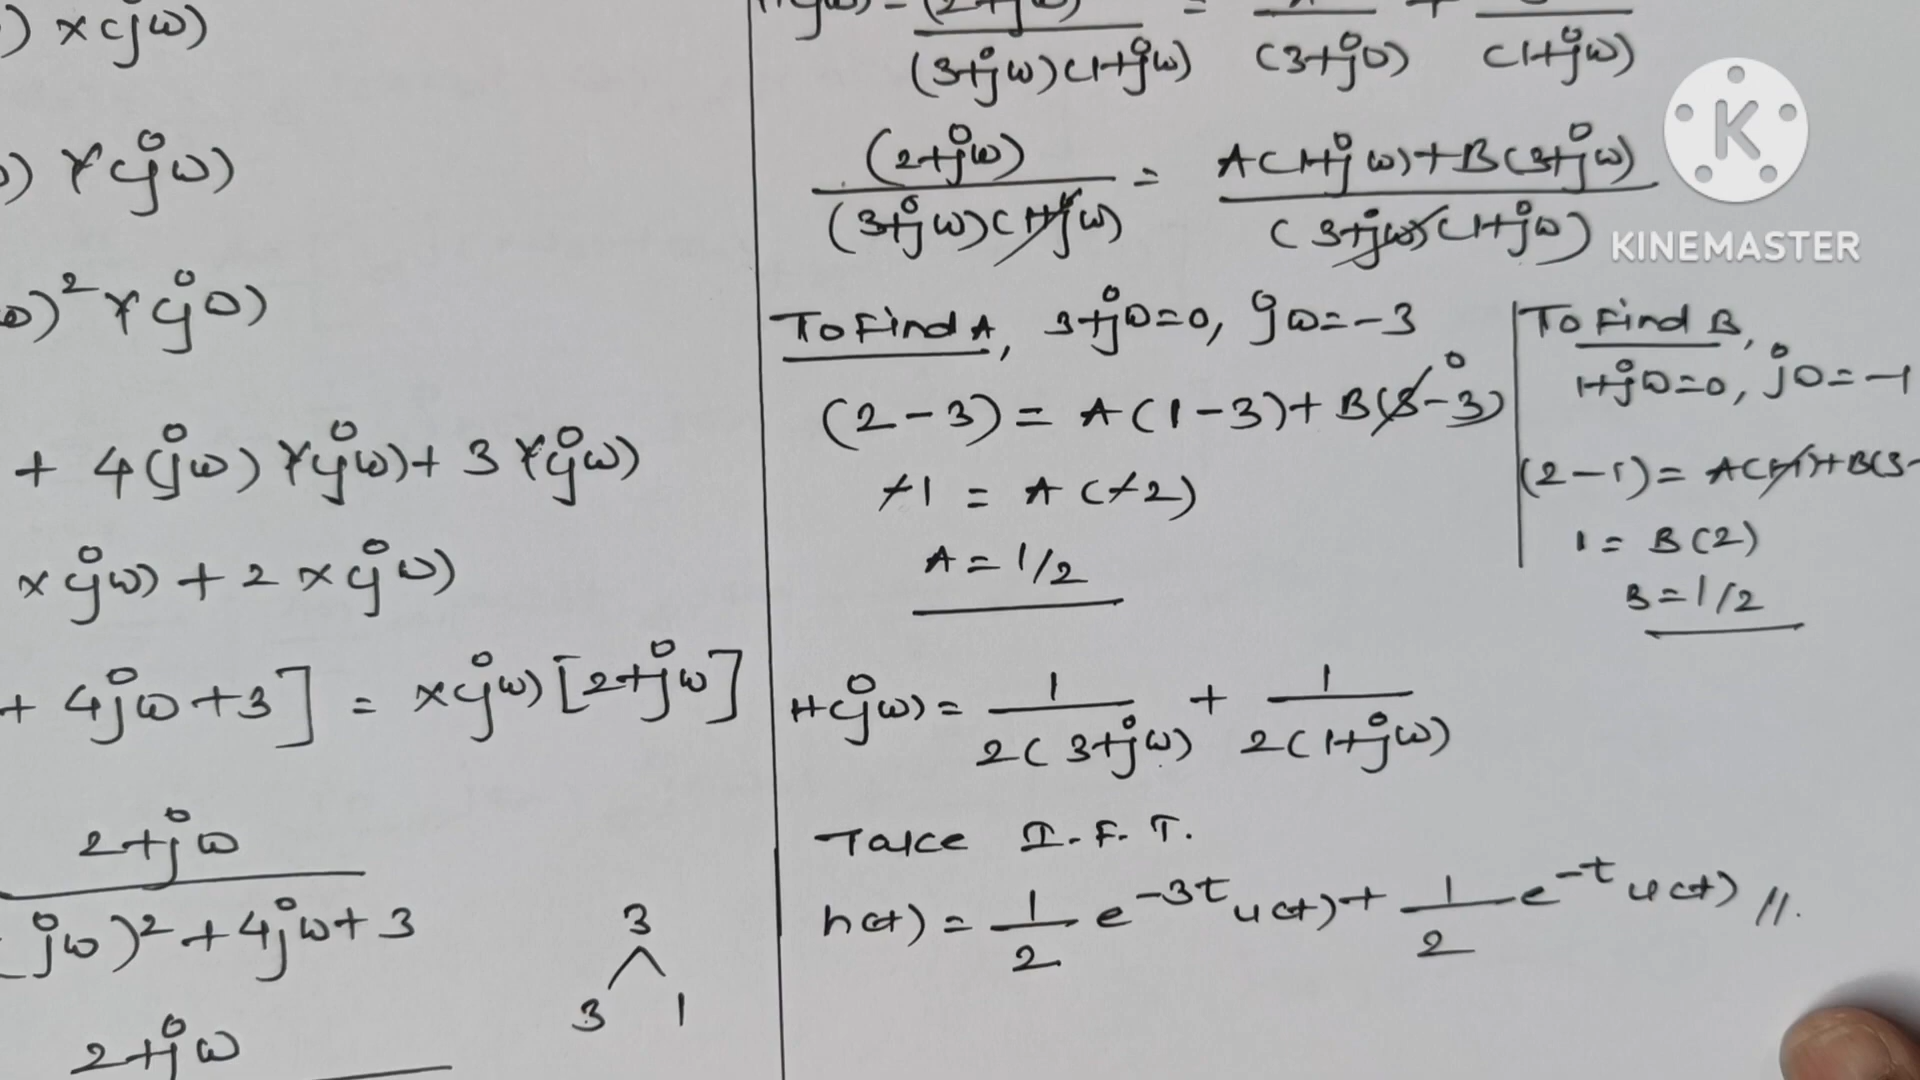 ) x(jω)
) Y(jω)
)² Y(jω)
+ 4(jω) Y(jω) + 3 Y(jω)
x(jω) + 2 x(jω)
+ 4jω + 3] = x(jω) [2+jω]
2+jω
(jω)² + 4jω + 3
3
3 1
2+jω
(3+jω)(1+jω) (3+jω) (1+jω)
(2+jω) / (3+jω)(1+jω) = A(1+jω) + B(3+jω) / (3+jω)(1+jω)
To Find A, 3+jω=0, jω=-3
(2-3) = A(1-3) + B(3-3) 0
-1 = A(-2)
A = 1/2
To Find B,
1+jω=0, jω=-1
(2-1) = A(1-1)+B(3-
1 = B(2)
B = 1/2
H(jω) = 1 / 2(3+jω) + 1 / 2(1+jω)
Take I.F.T.
h(t) = 1/2 e^-3t u(t) + 1/2 e^-t u(t) //.
K
KINEMASTER